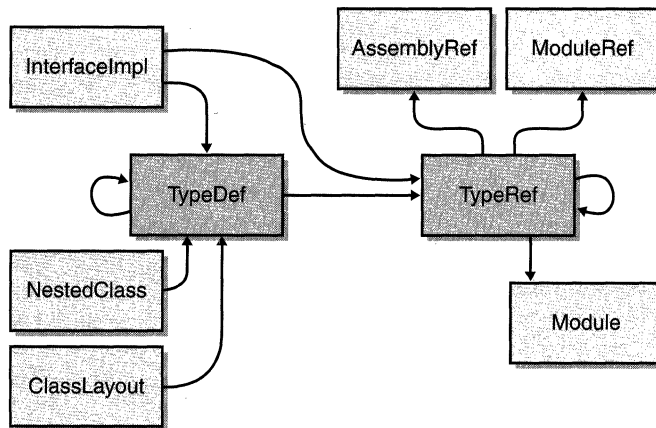 InterfaceImpl
AssemblyRef
ModuleRef
TypeDef
TypeRef
NestedClass
Module
ClassLayout